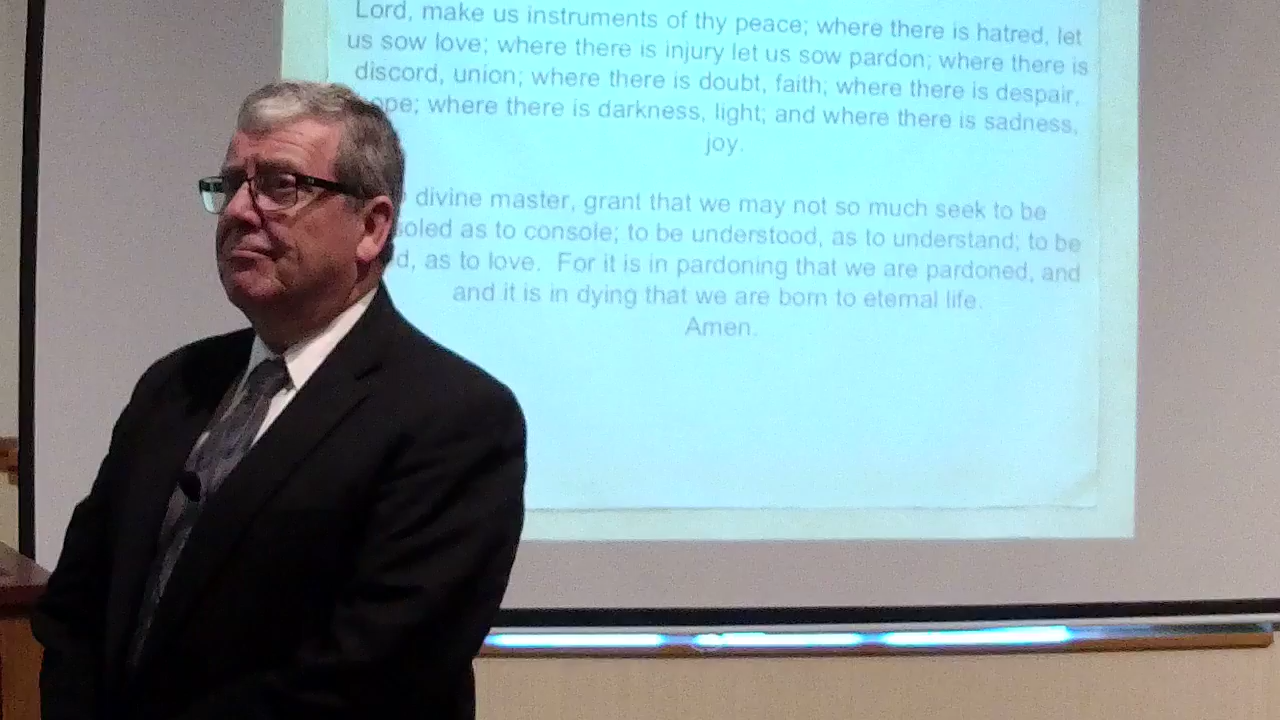 Lord, make us instruments of thy peace; where there is hatred, let
us sow love; where there is injury let us sow pardon; where there is
discord, union; where there is doubt, faith; where there is despair,
ope; where there is darkness, light; and where there is sadness,
joy.
divine master, grant that we may not so much seek to be
soled as to console; to be understood, as to understand; to be
d, as to love. For it is in pardoning that we are pardoned, and
and it is in dying that we are born to eternal life.
Amen.